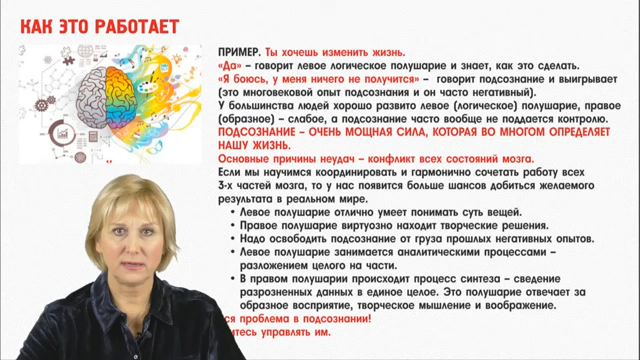 КАК ЭТО РАБОТАЕТ
ПРИМЕР. Ты хочешь изменить жизнь.
«Да» – говорит левое логическое полушарие и знает, как это сделать.
«Я боюсь, у меня ничего не получится» – говорит подсознание и выигрывает
(это многовековой опыт подсознания и он часто негативный).
У большинства людей хорошо развито левое (логическое) полушарие, правое
(образное) – слабое, а подсознание часто вообще не поддается контролю.
ПОДСОЗНАНИЕ – ОЧЕНЬ МОЩНАЯ СИЛА, КОТОРАЯ ВО МНОГОМ ОПРЕДЕЛЯЕТ
НАШУ ЖИЗНЬ.
Основные причины неудач – конфликт всех состояний мозга.
Если мы научимся координировать и гармонично сочетать работу всех
3-х частей мозга, то у нас появится больше шансов добиться желаемого
результата в реальном мире.
• Левое полушарие отлично умеет понимать суть вещей.
• Правое полушарие виртуозно находит творческие решения.
• Надо освободить подсознание от груза прошлых негативных опытов.
• Левое полушарие занимается аналитическими процессами –
разложением целого на части.
• В правом полушарии происходит процесс синтеза – сведение
разрозненных данных в единое целое. Это полушарие отвечает за
образное восприятие, творческое мышление и воображение.
ся проблема в подсознании!
тесь управлять им.